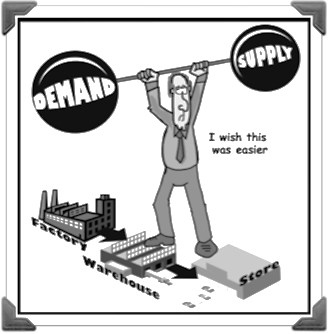 DEMAND
SUPPLY
I wish this
was easier
Factory
Warehouse
Store